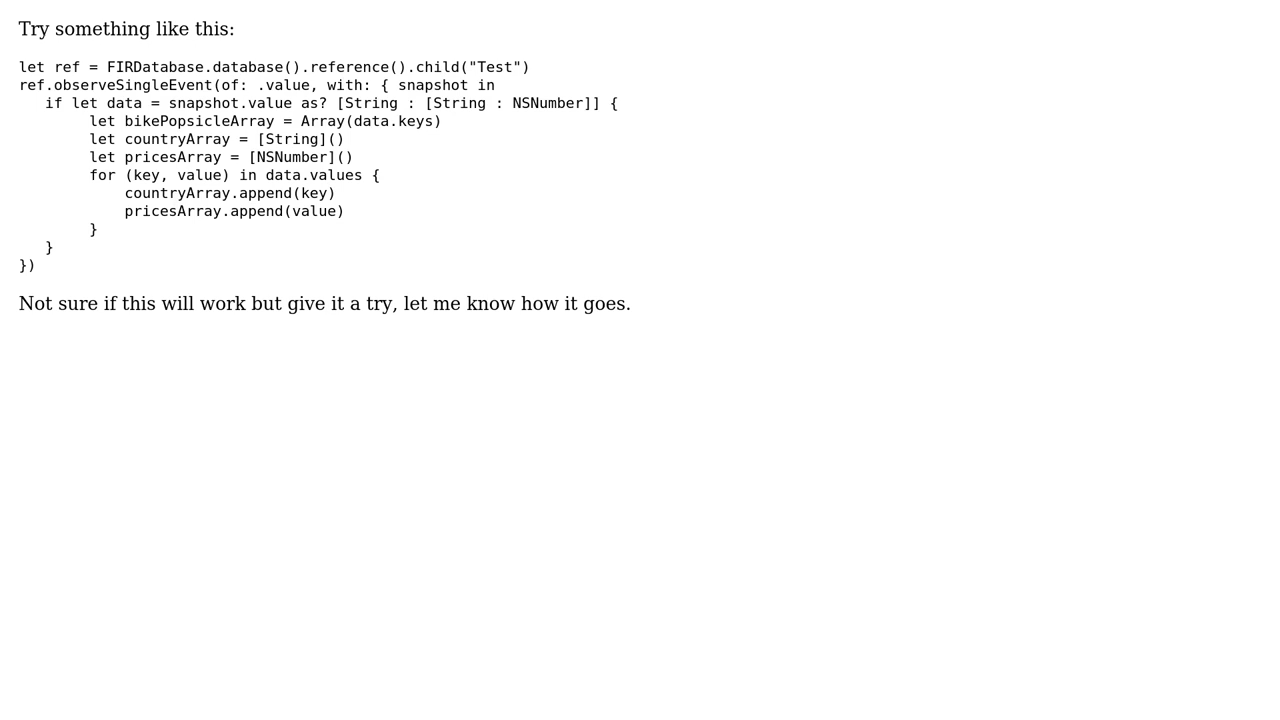 Try something like this:
let ref = FIRDatabase.database().reference().child("Test")
ref.observeSingleEvent(of: .value, with: { snapshot in
   if let data = snapshot.value as? [String : [String : NSNumber]] {
        let bikePopsicleArray = Array(data.keys)
        let countryArray = [String]()
        let pricesArray = [NSNumber]()
        for (key, value) in data.values {
            countryArray.append(key)
            pricesArray.append(value)
        }
   }
})
Not sure if this will work but give it a try, let me know how it goes.